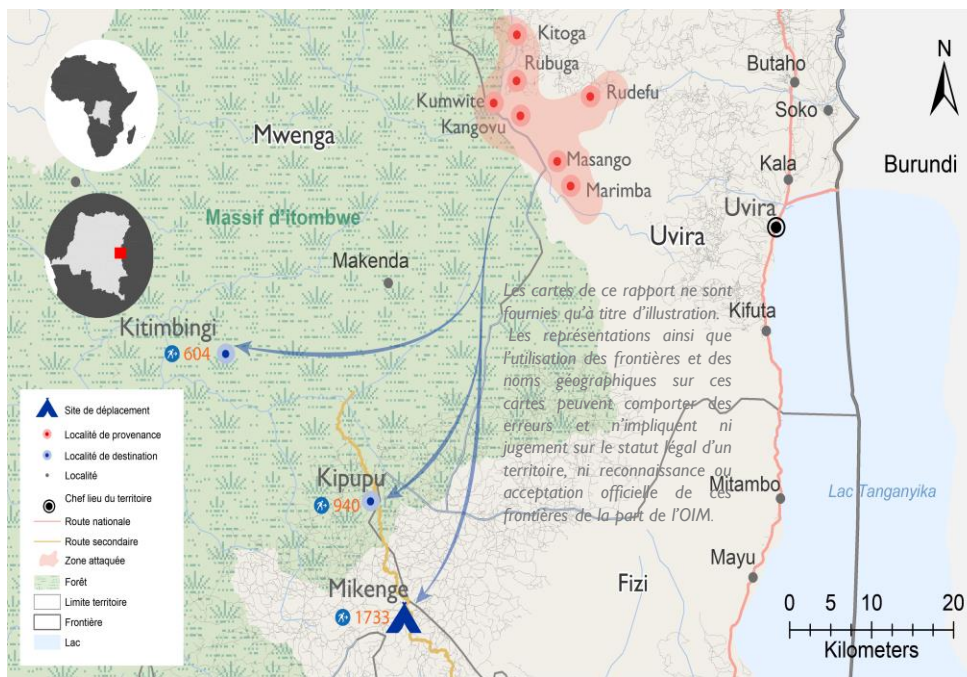 Kitoga
Rubuga
Kumwite
Kangovu
Rudefu
Masango
Marimba
Mwenga
Massif d'itombwe
Makenda
Kitimbingi
604
Kipupu
940
Mikenge
1733
Butaho
Soko
Kala
Burundi
Uvira
Uvira
Kifuta
Mitambo
Mayu
Fizi
Lac Tanganyika
N
Les cartes de ce rapport ne sont
fournies qu'à titre d'illustration.
Les représentations ainsi que
l'utilisation des frontières et des
noms géographiques sur ces
cartes peuvent comporter des
erreurs et n'impliquent ni
jugement sur le statut légal d'un
territoire, ni reconnaissance ou
acceptation officielle de ces
frontières de la part de l'OIM.
Site de déplacement
Localité de provenance
Localité de destination
Localité
Chef lieu du territoire
Route nationale
Route secondaire
Zone attaquée
Forêt
Limite territoire
Frontière
Lac
0 5 10 20
Kilometers